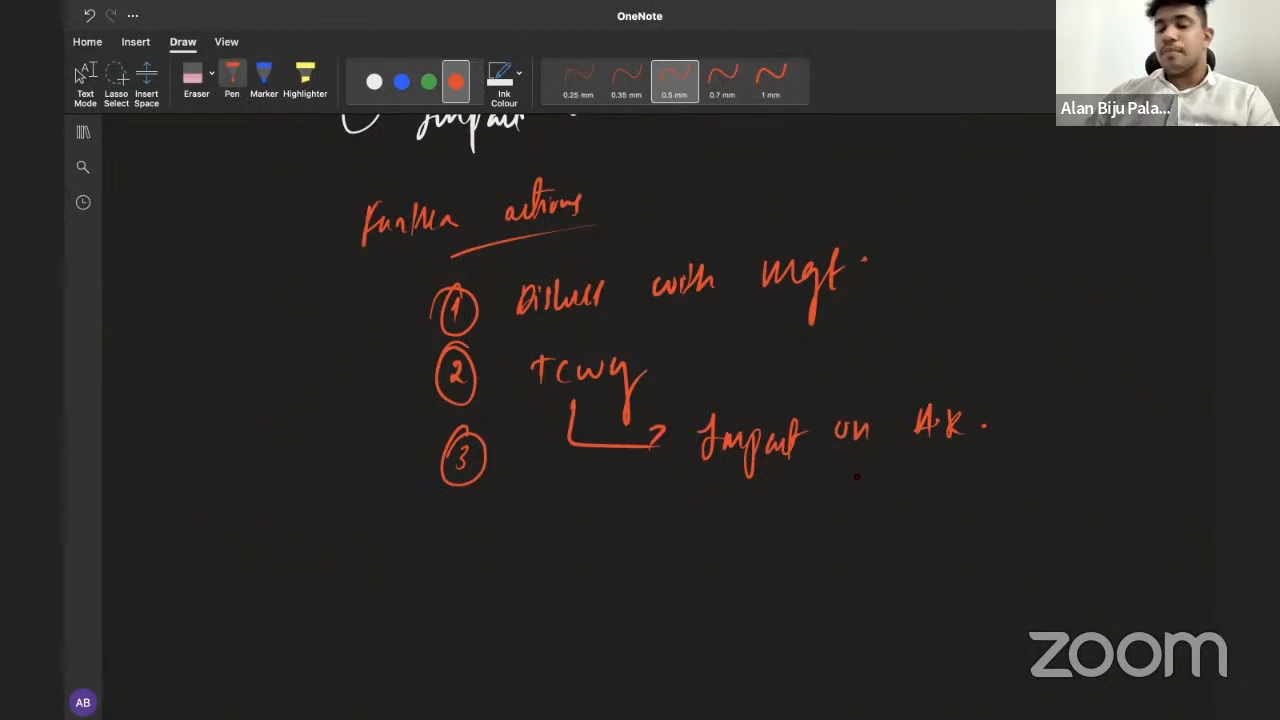 OneNote
Home Insert Draw View
Text Mode Lasso Select Insert Space Eraser Pen Marker Highlighter Ink Colour 0.25 mm 0.35 mm 0.5 mm 0.7 mm 1 mm
Alan Biju Pala...
Impact
Further actions
1 Discuss with Mgt.
2 TCWG
3 Impact on A.R.
zoom
AB